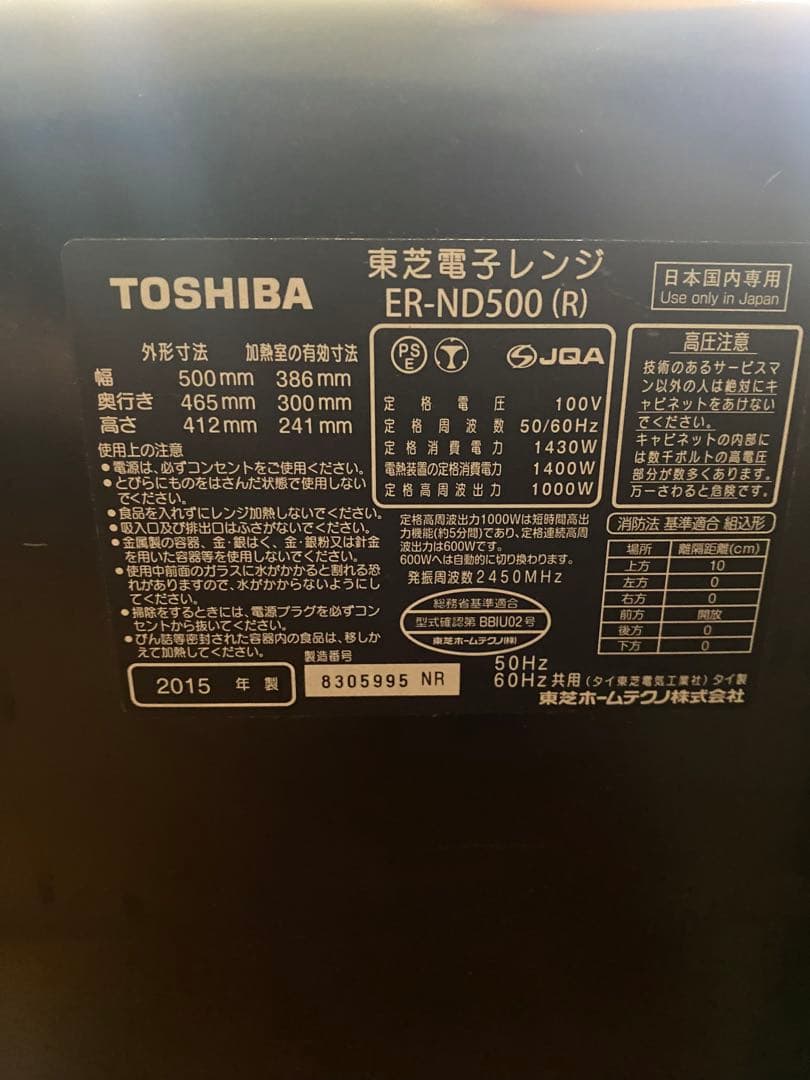 TOSHIBA
東芝電子レンジ
ER-ND500 (R)
日本国内専用
Use only in Japan
外形寸法 加熱室の有効寸法
幅 500mm 386mm
奥行き 465mm 300mm
高さ 412mm 241mm
使用上の注意
●電源は、必ずコンセントをご使用ください。
●とびらにものをはさんだ状態で使用しない
でください。
●食品を入れずにレンジ加熱しないでください。
●吸入口及び排出口はふさがないでください。
●金属製の容器、金・銀はく、金・銀粉又は針金
を用いた容器等を使用しないでください。
●使用中前面のガラスに水がかかると割れる恐
れがありますので、水がかからないようにし
てください。
●掃除をするときには、電源プラグを必ずコン
セントから抜いてください。
●びん詰等密封された容器内の食品は、移しか
えて加熱してください。
2015 年 製
製造番号
8305995 NR
PSE
JQA
定格電圧 100V
定格周波数 50/60Hz
定格消費電力 1430W
電熱装置の定格消費電力 1400W
定格高周波出力 1000W
定格高周波出力1000Wは短時間高出
力機能(約5分間)であり、定格連続高周
波出力は600Wです。
600Wへは自動的に切り換わります。
発振周波数2450MHz
総務省基準適合
型式確認第 BBIU02号
東芝ホームテクノ(株)
高圧注意
技術のあるサービスマ
ン以外の人は絶対にキ
ャビネットをあけない
でください。
キャビネットの内部に
は数千ボルトの高電圧
部分が数多くあります。
万一さわると危険です。
消防法 基準適合 組込形
場所 離隔距離(cm)
上方 10
左方 0
右方 0
前方 開放
後方 0
下方 0
50Hz
60Hz共用(タイ東芝電気工業社)タイ製
東芝ホームテクノ株式会社